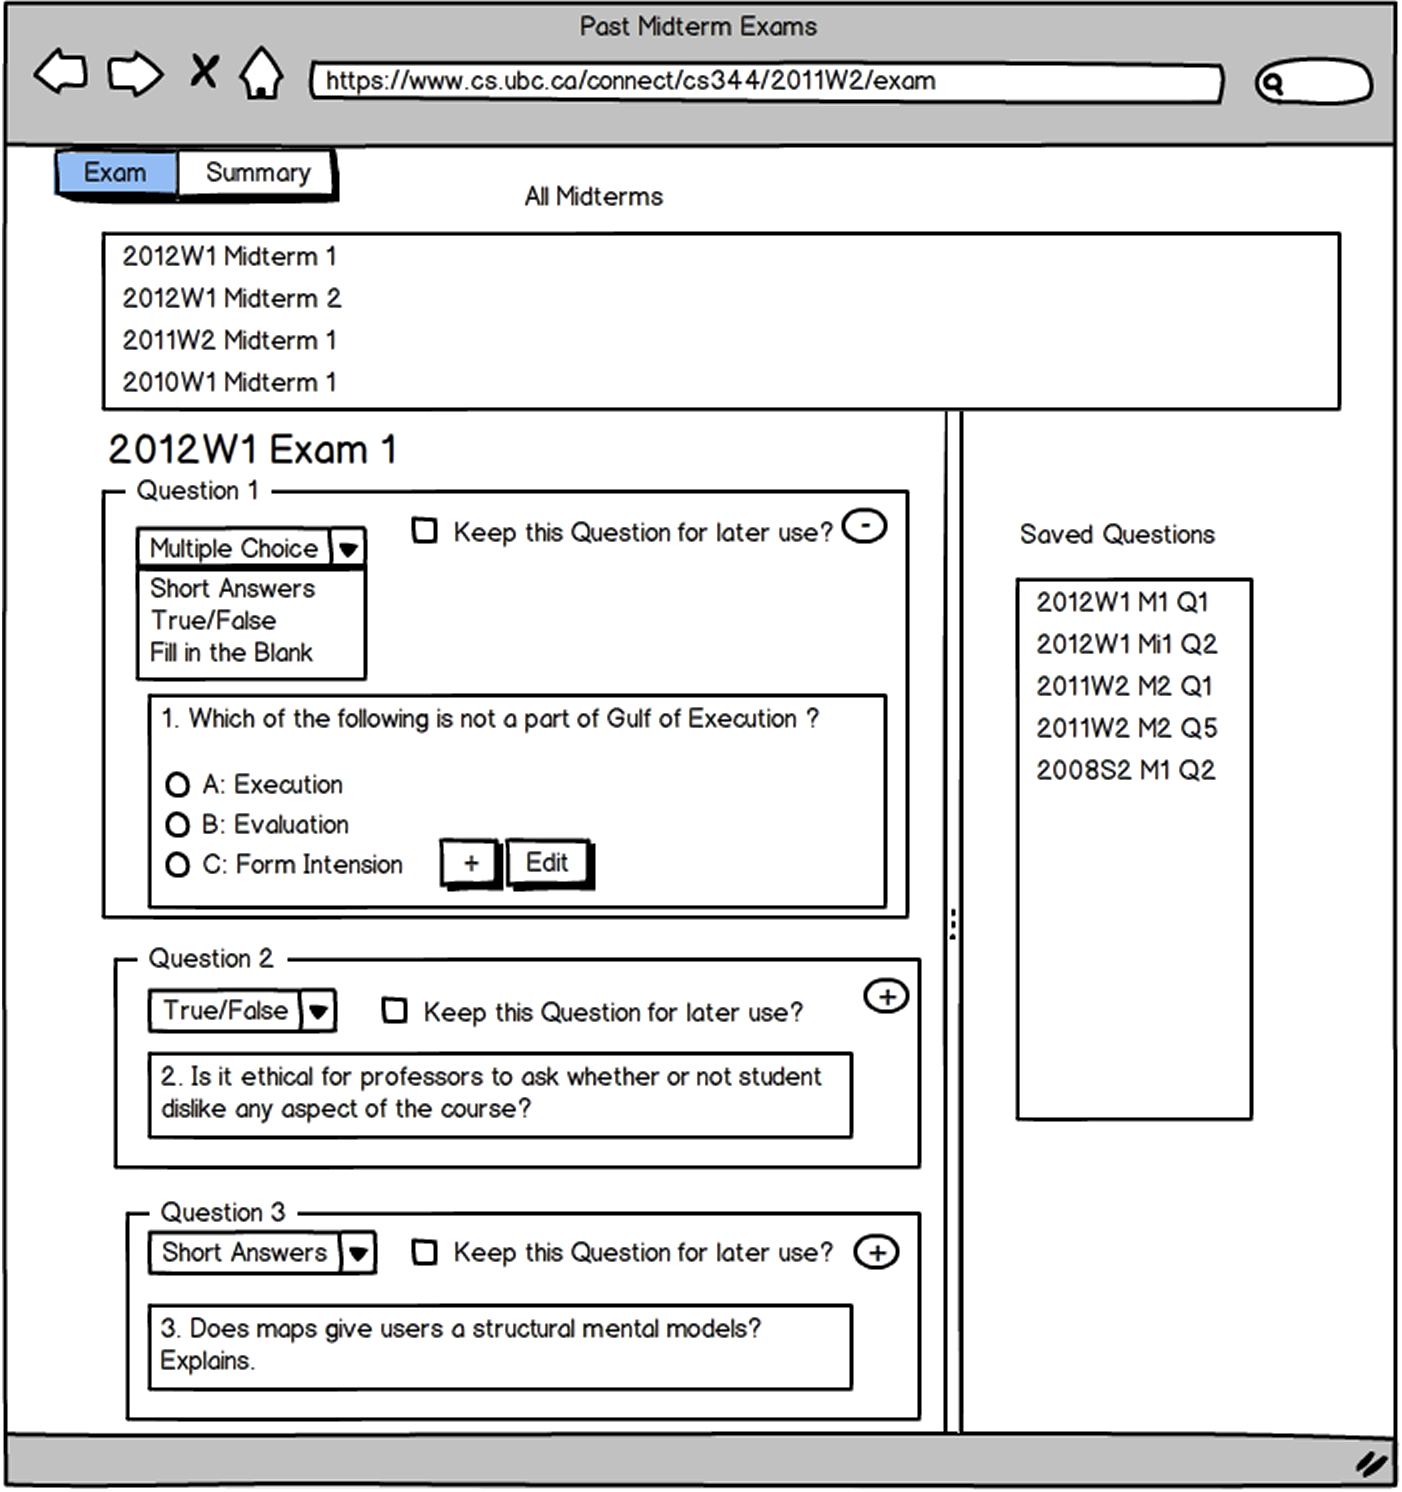 Past Midterm Exams
https://www.cs.ubc.ca/connect/cs344/2011W2/exam
Exam
Summary
All Midterms
2012W1 Midterm 1
2012W1 Midterm 2
2011W2 Midterm 1
2010W1 Midterm 1
2012W1 Exam 1
Question 1
Multiple Choice
Keep this Question for later use?
-
Short Answers
True/False
Fill in the Blank
1. Which of the following is not a part of Gulf of Execution ?
A: Execution
B: Evaluation
C: Form Intension
+
Edit
Question 2
True/False
Keep this Question for later use?
+
2. Is it ethical for professors to ask whether or not student
dislike any aspect of the course?
Question 3
Short Answers
Keep this Question for later use?
+
3. Does maps give users a structural mental models?
Explains.
Saved Questions
2012W1 M1 Q1
2012W1 Mi1 Q2
2011W2 M2 Q1
2011W2 M2 Q5
2008S2 M1 Q2